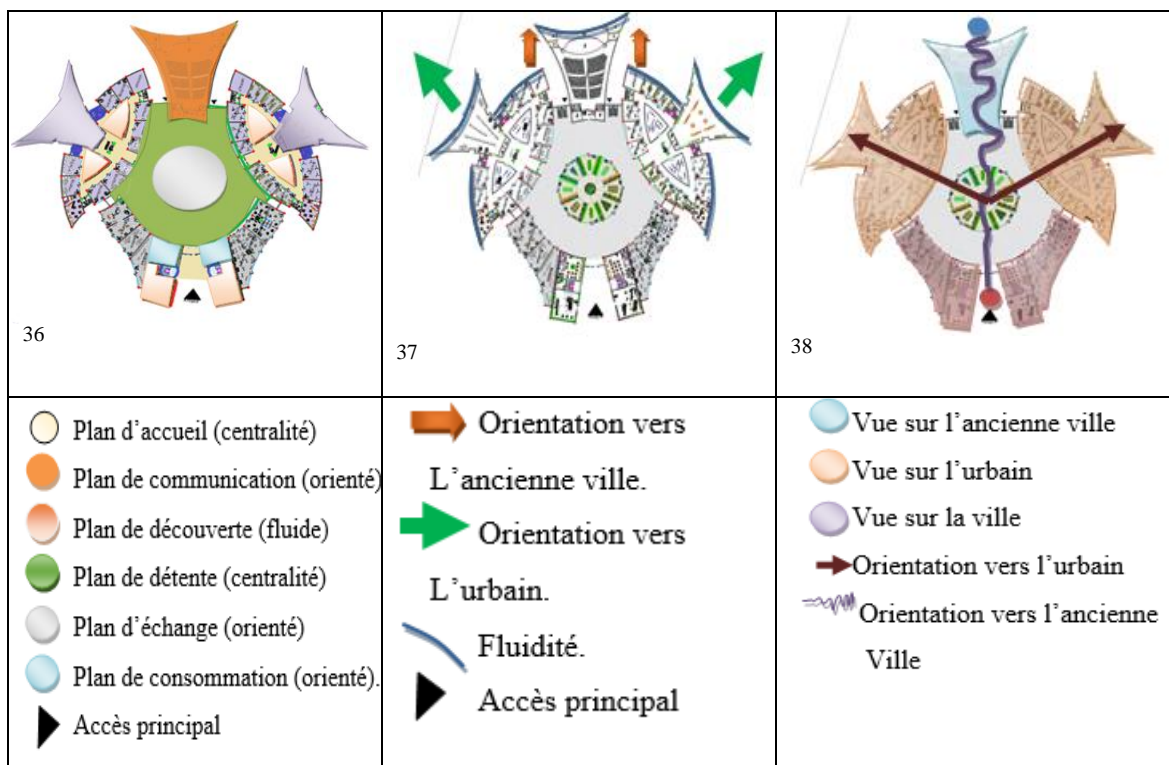 36
37
38
Plan d'accueil (centralité)
Plan de communication (orienté)
Plan de découverte (fluide)
Plan de détente (centralité)
Plan d'échange (orienté)
Plan de consommation (orienté).
Accès principal
Orientation vers
L'ancienne ville.
Orientation vers
L'urbain.
Fluidité.
Accès principal
Vue sur l'ancienne ville
Vue sur l'urbain
Vue sur la ville
Orientation vers l'urbain
Orientation vers l'ancienne
Ville